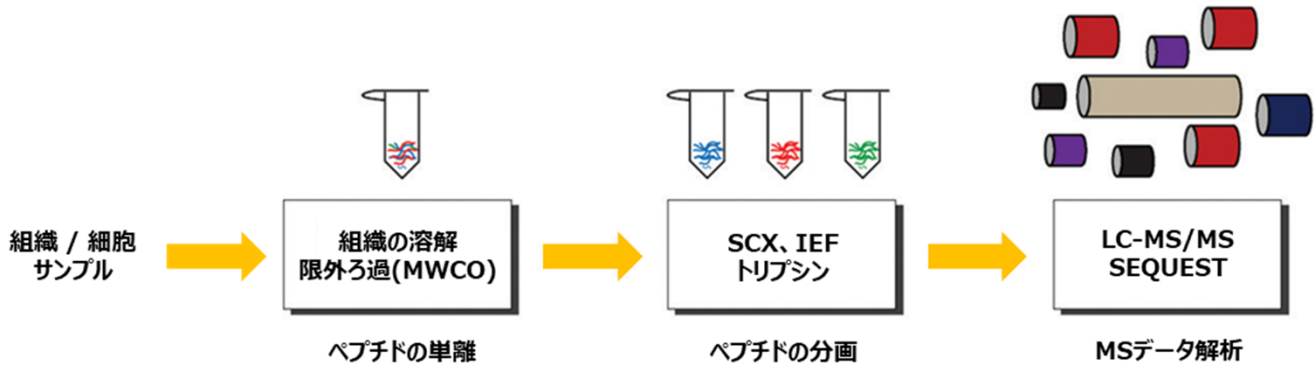 組織 / 細胞
サンプル
組織の溶解
限外ろ過(MWCO)
ペプチドの単離
SCX、IEF
トリプシン
ペプチドの分画
LC-MS/MS
SEQUEST
MSデータ解析